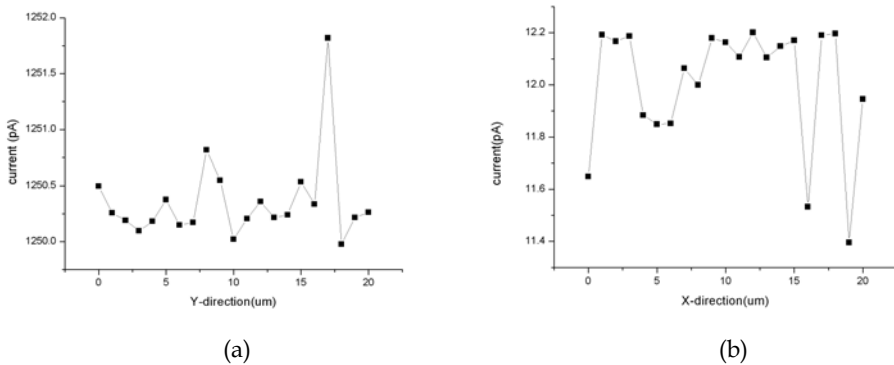 1252.0
1251.5
1251.0
1250.5
1250.0
current (pA)
0 5 10 15 20
Y-direction(um)
(a)
12.2
12.0
11.8
11.6
11.4
current(pA)
0 5 10 15 20
X-direction(um)
(b)